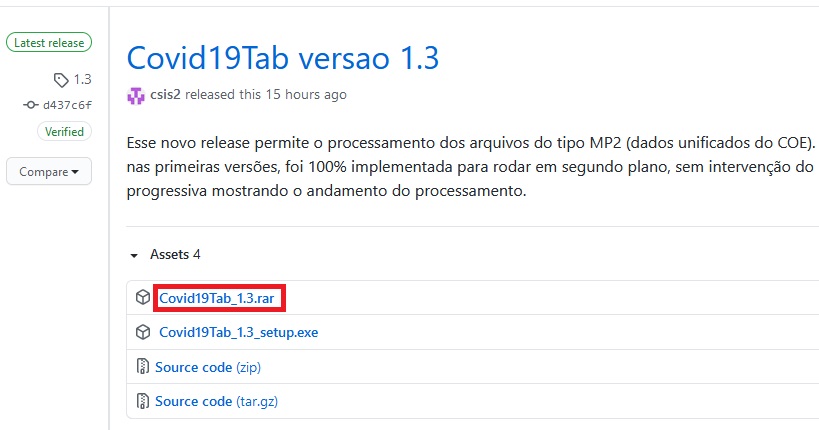 Latest release
1.3
d437c6f
Verified
Compare
Covid19Tab versao 1.3
csis2 released this 15 hours ago
Esse novo release permite o processamento dos arquivos do tipo MP2 (dados unificados do COE).
nas primeiras versões, foi 100% implementada para rodar em segundo plano, sem intervenção do
progressiva mostrando o andamento do processamento.
Assets 4
Covid19Tab_1.3.rar
Covid19Tab_1.3_setup.exe
Source code (zip)
Source code (tar.gz)